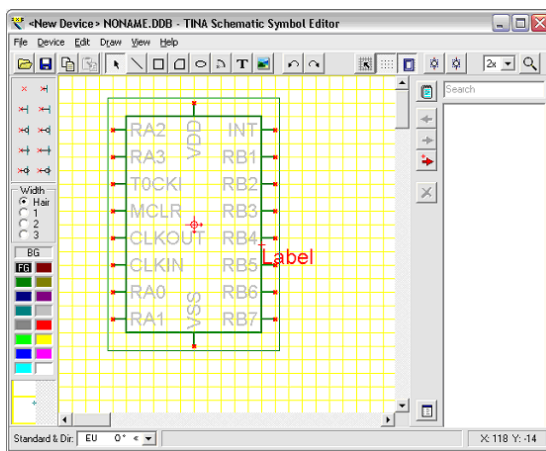 <New Device> NONAME.DDB - TINA Schematic Symbol Editor
File Device Edit Draw View Help
T 2x
Search
RA2 VDD INT
RA3 RB1
T0CKI RB2
MCLR RB3
CLKOUT RB4
Label
CLKIN RB5
RA0 VSS RB6
RA1 RB7
Width
Hair
1
2
3
BG
FG
Standard & Dir: EU 0° <
X: 118 Y: -14